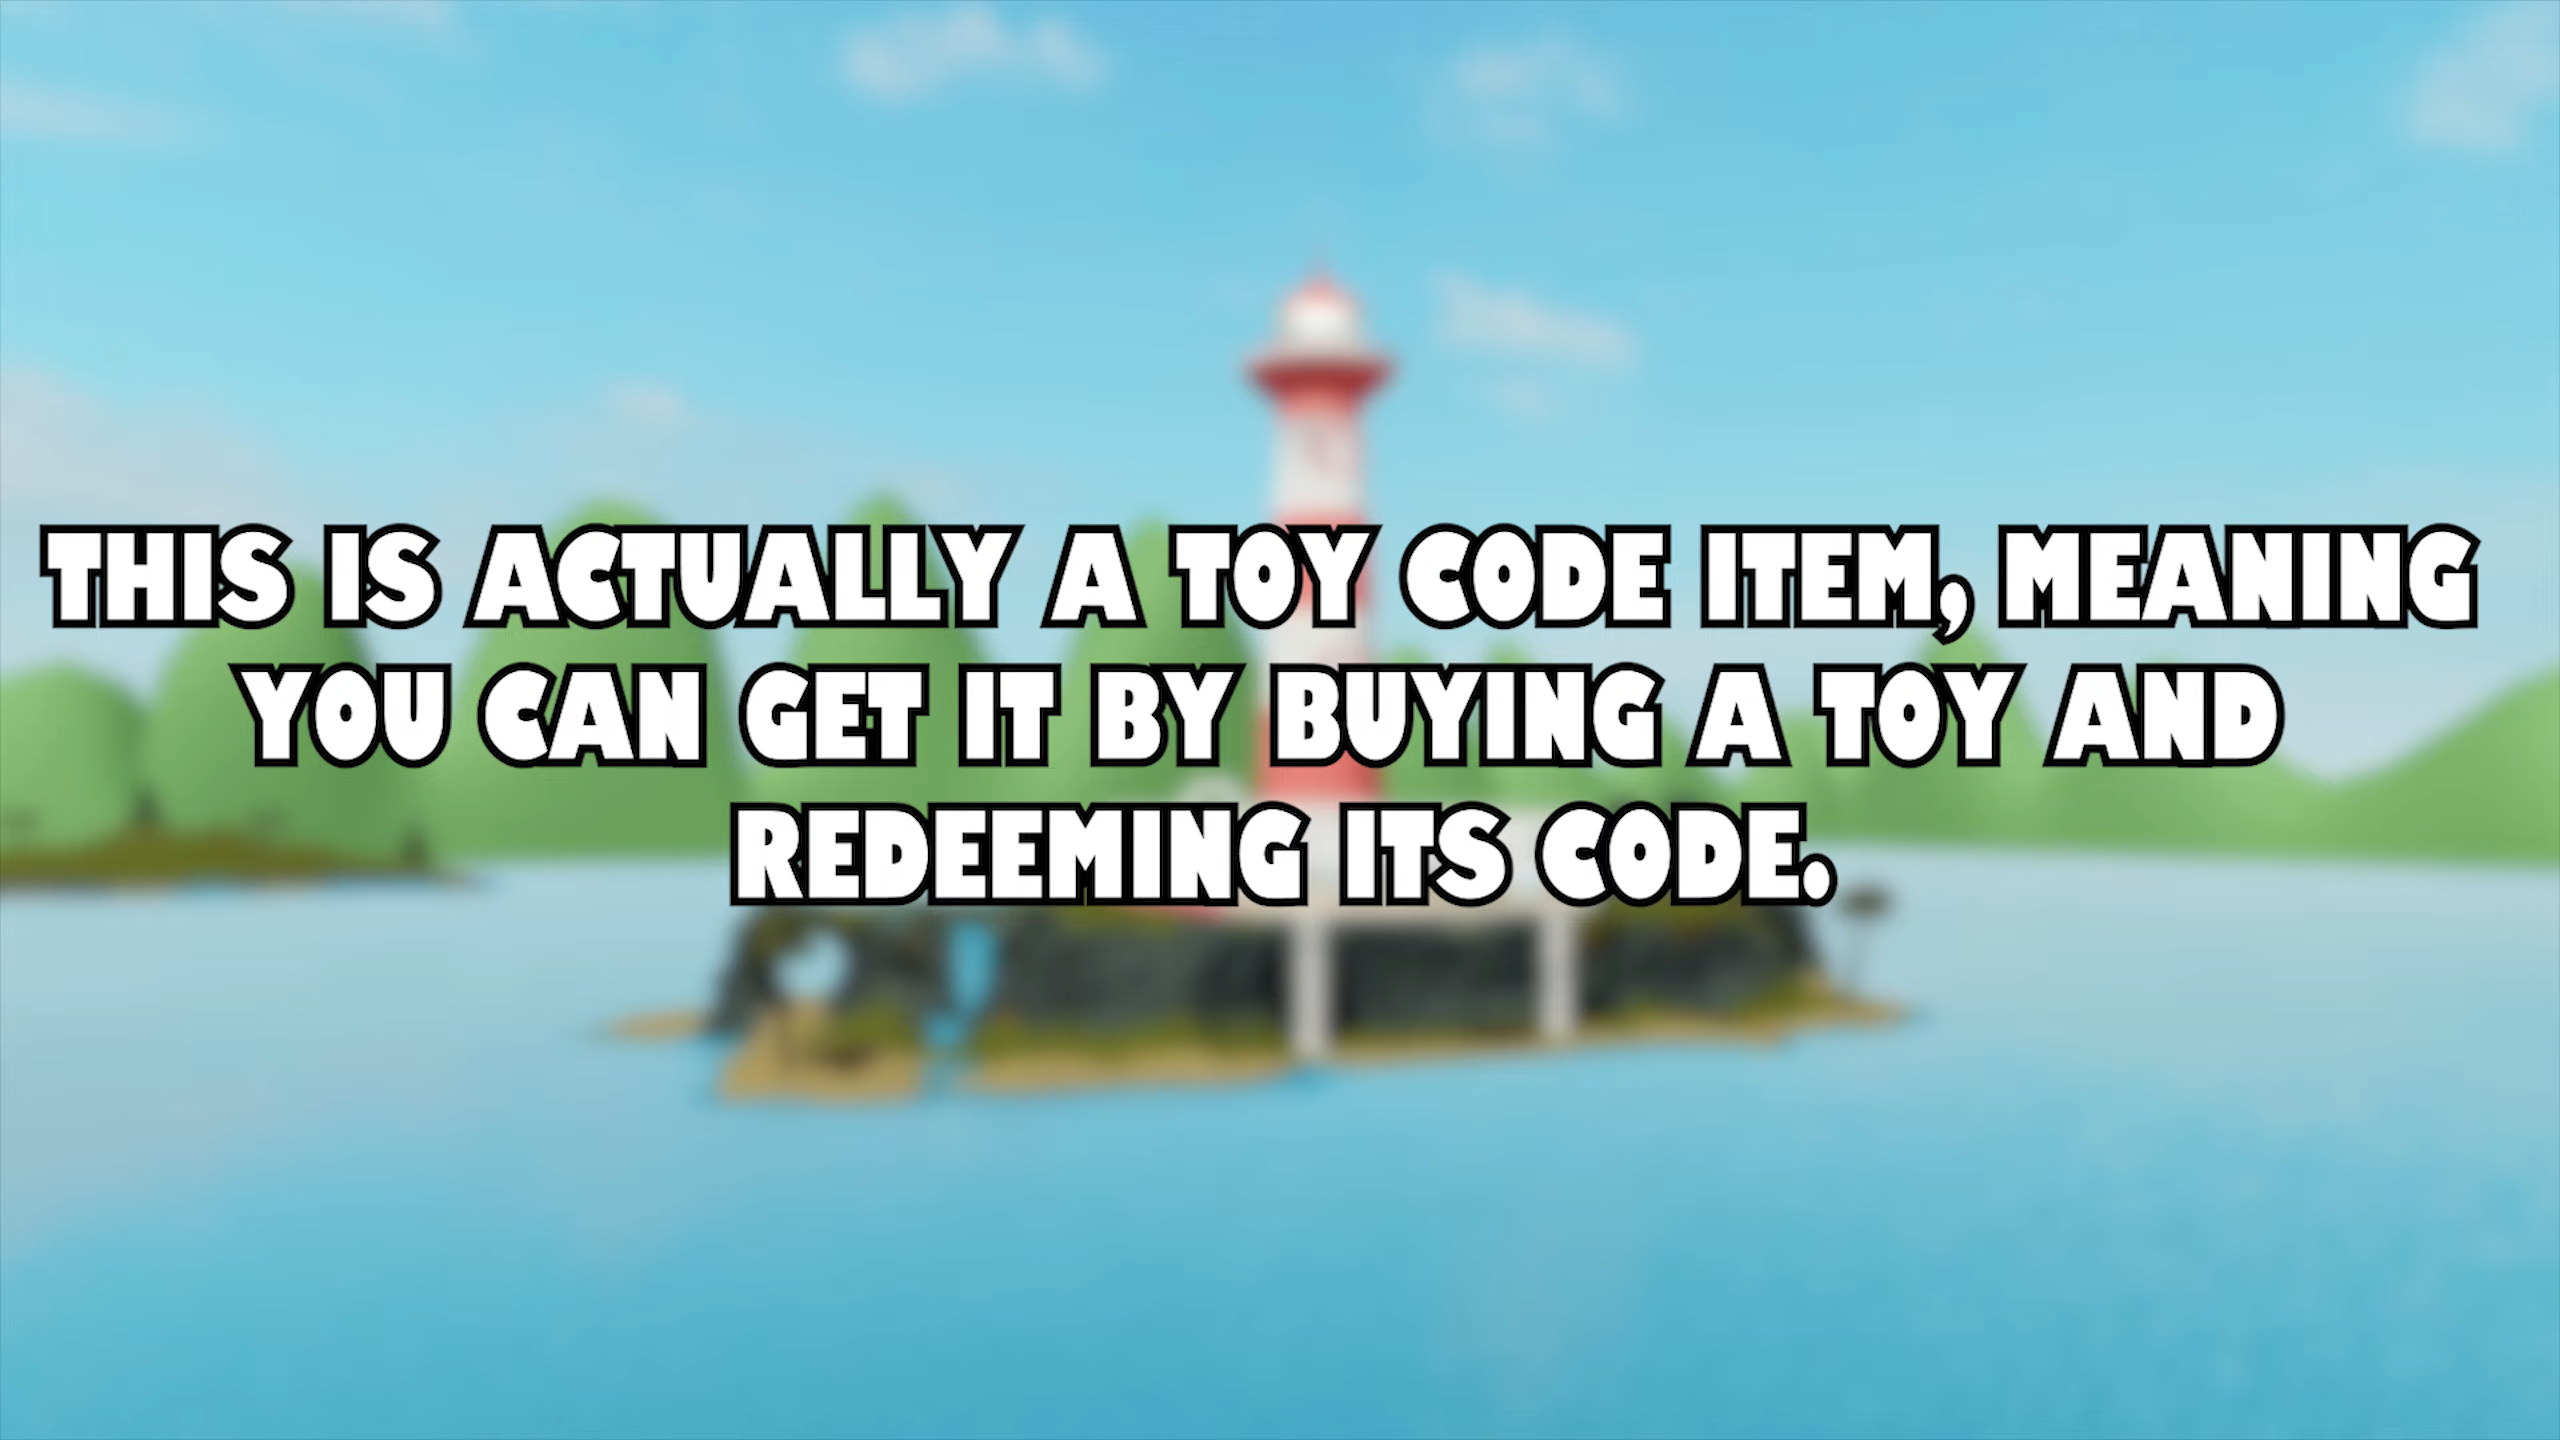 THIS IS ACTUALLY A TOY CODE ITEM, MEANING
YOU CAN GET IT BY BUYING A TOY AND
REDEEMING ITS CODE.